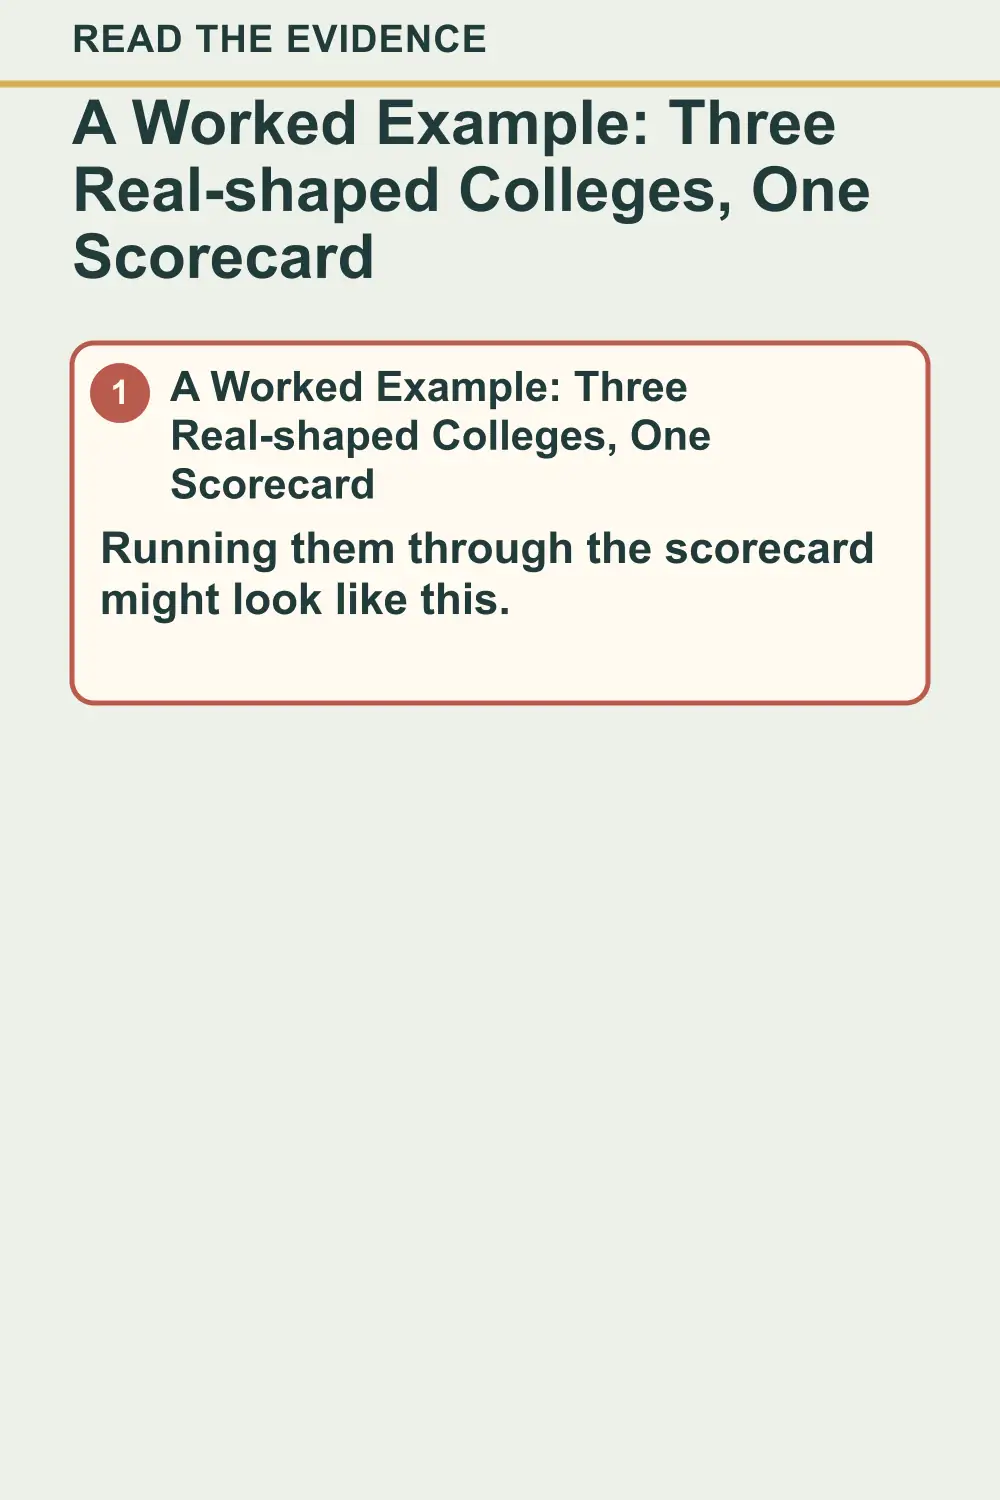 READ THE EVIDENCE
A Worked Example: Three
Real-shaped Colleges, One
Scorecard
1
A Worked Example: Three
Real-shaped Colleges, One
Scorecard
Running them through the scorecard
might look like this.